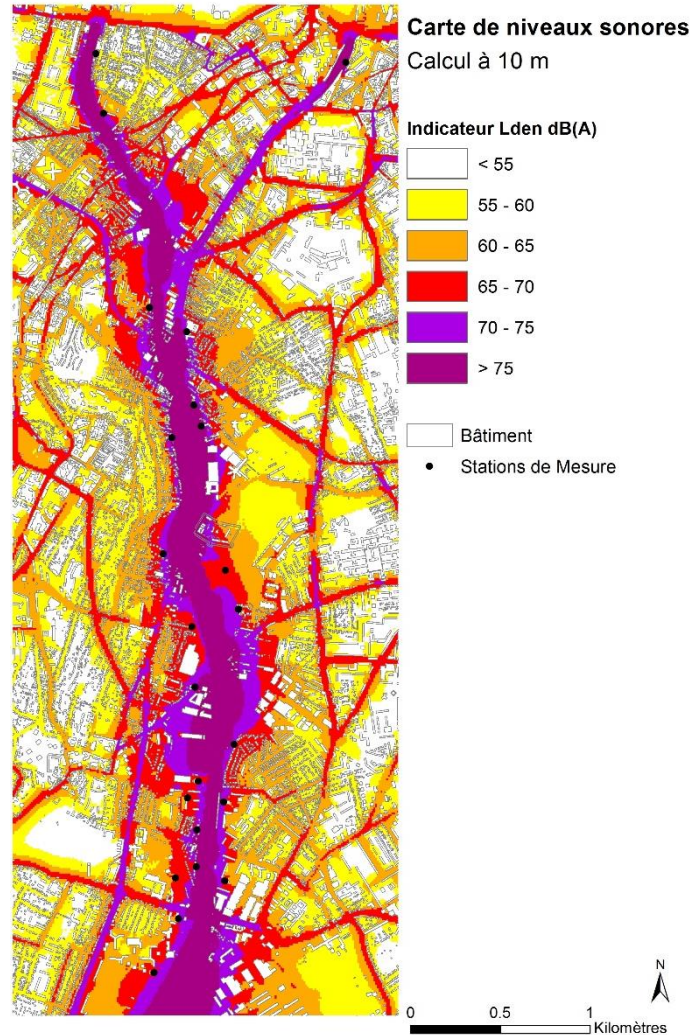 Carte de niveaux sonores
Calcul à 10 m
Indicateur Lden dB(A)
< 55
55 - 60
60 - 65
65 - 70
70 - 75
> 75
Bâtiment
Stations de Mesure
N
0 0.5 1
Kilomètres